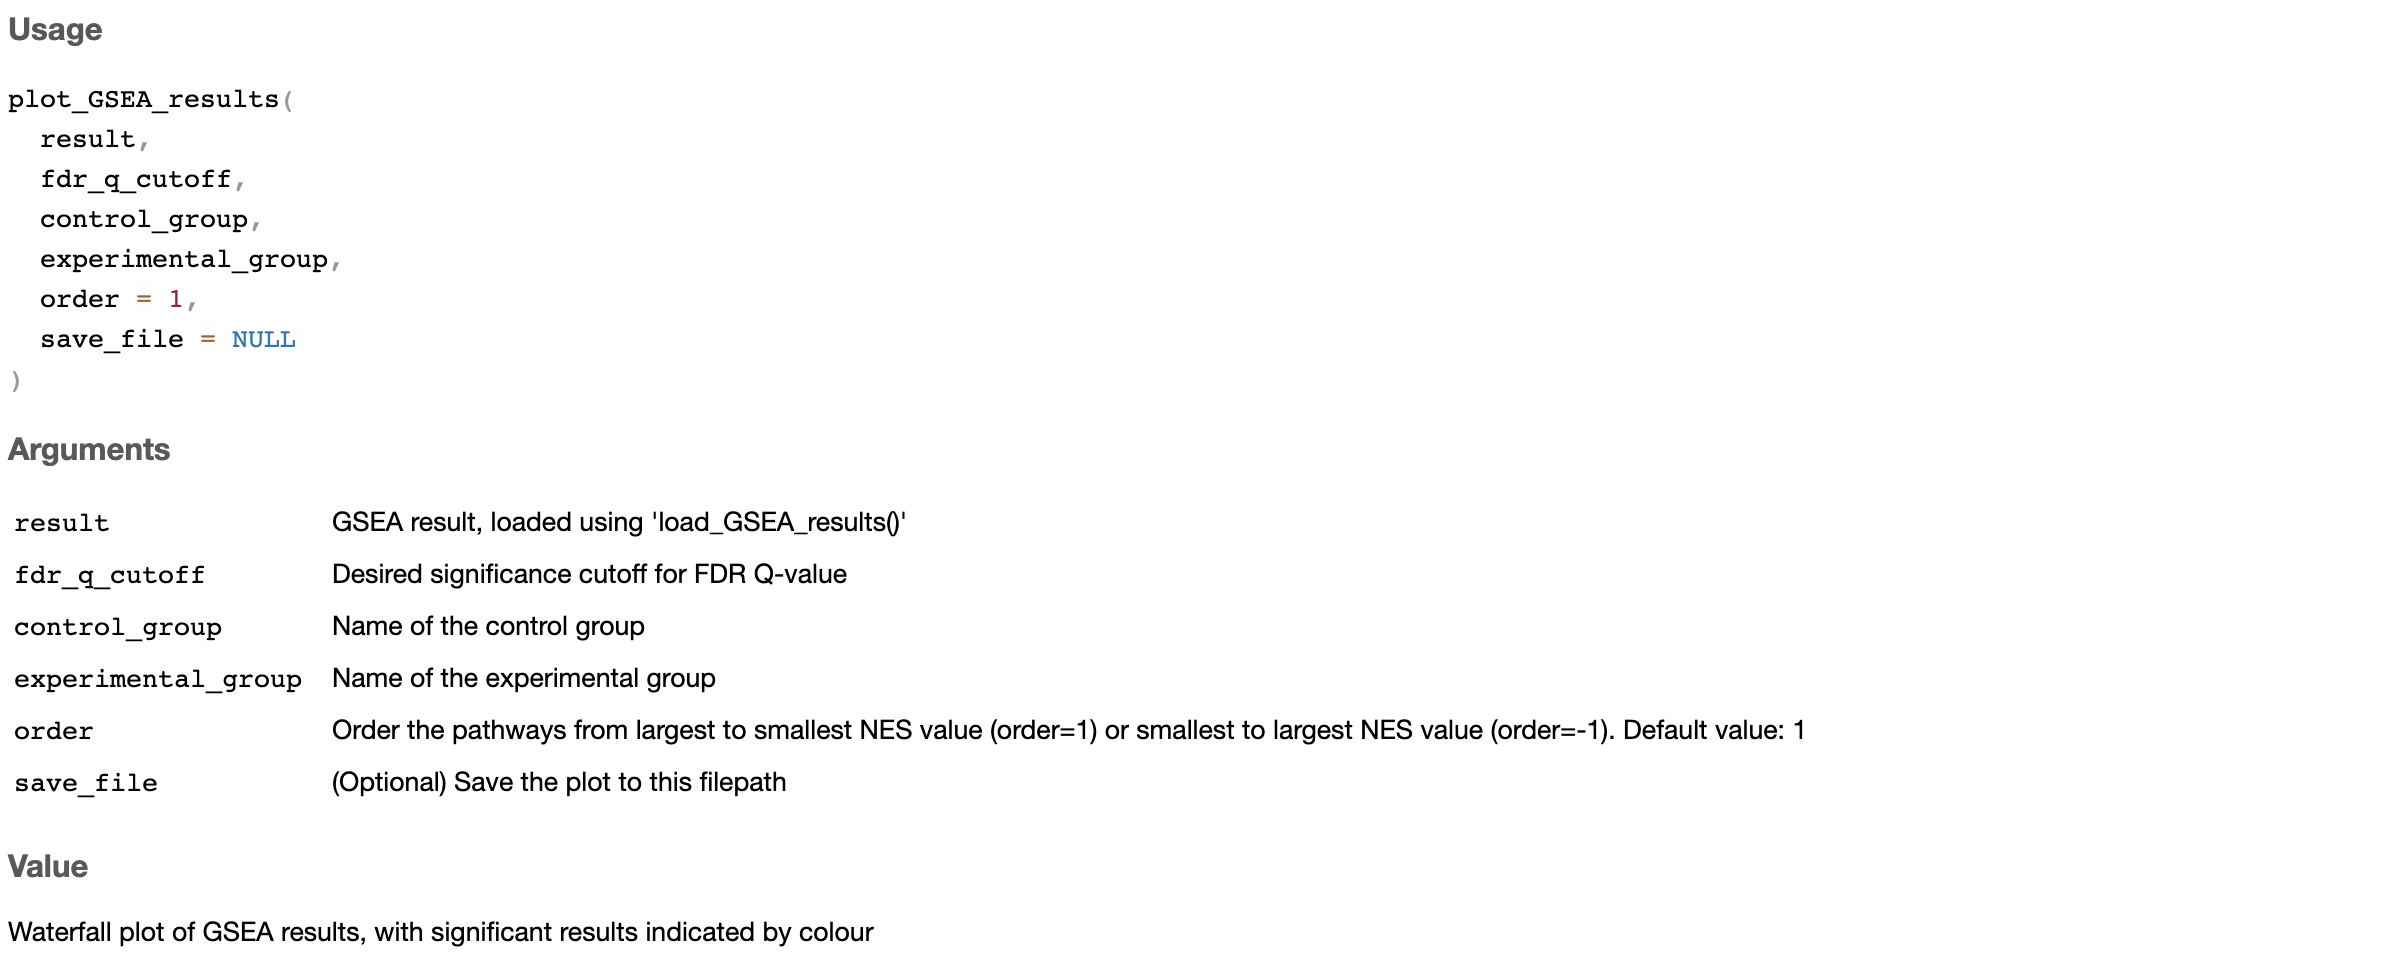 Usage
plot_GSEA_results(
  result,
  fdr_q_cutoff,
  control_group,
  experimental_group,
  order = 1,
  save_file = NULL
)
Arguments
result GSEA result, loaded using 'load_GSEA_results()'
fdr_q_cutoff Desired significance cutoff for FDR Q-value
control_group Name of the control group
experimental_group Name of the experimental group
order Order the pathways from largest to smallest NES value (order=1) or smallest to largest NES value (order=-1). Default value: 1
save_file (Optional) Save the plot to this filepath
Value
Waterfall plot of GSEA results, with significant results indicated by colour